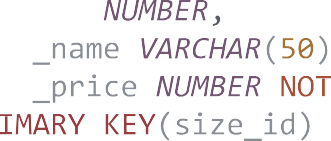 NUMBER,
_name VARCHAR(50)
_price NUMBER NOT
IMARY KEY(size_id)